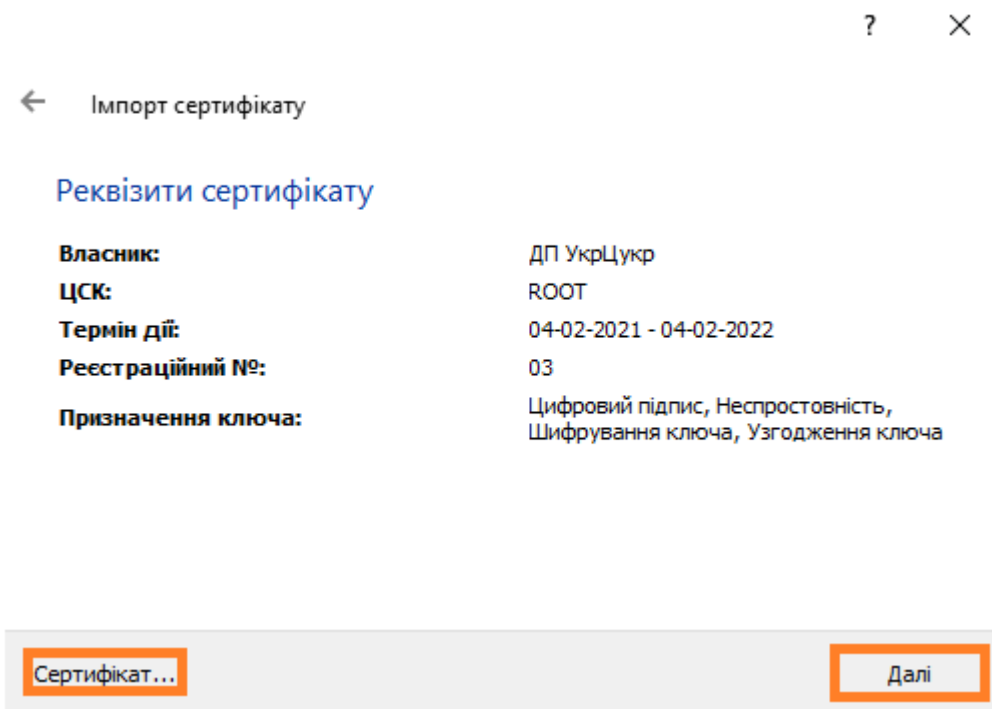 ?
Імпорт сертифікату
Реквізити сертифікату
Власник: ДП УкрЦукр
ЦСК: ROOT
Термін дії: 04-02-2021 - 04-02-2022
Реєстраційний №: 03
Призначення ключа: Цифровий підпис, Неспростовність,
Шифрування ключа, Узгодження ключа
Сертифікат... Далі